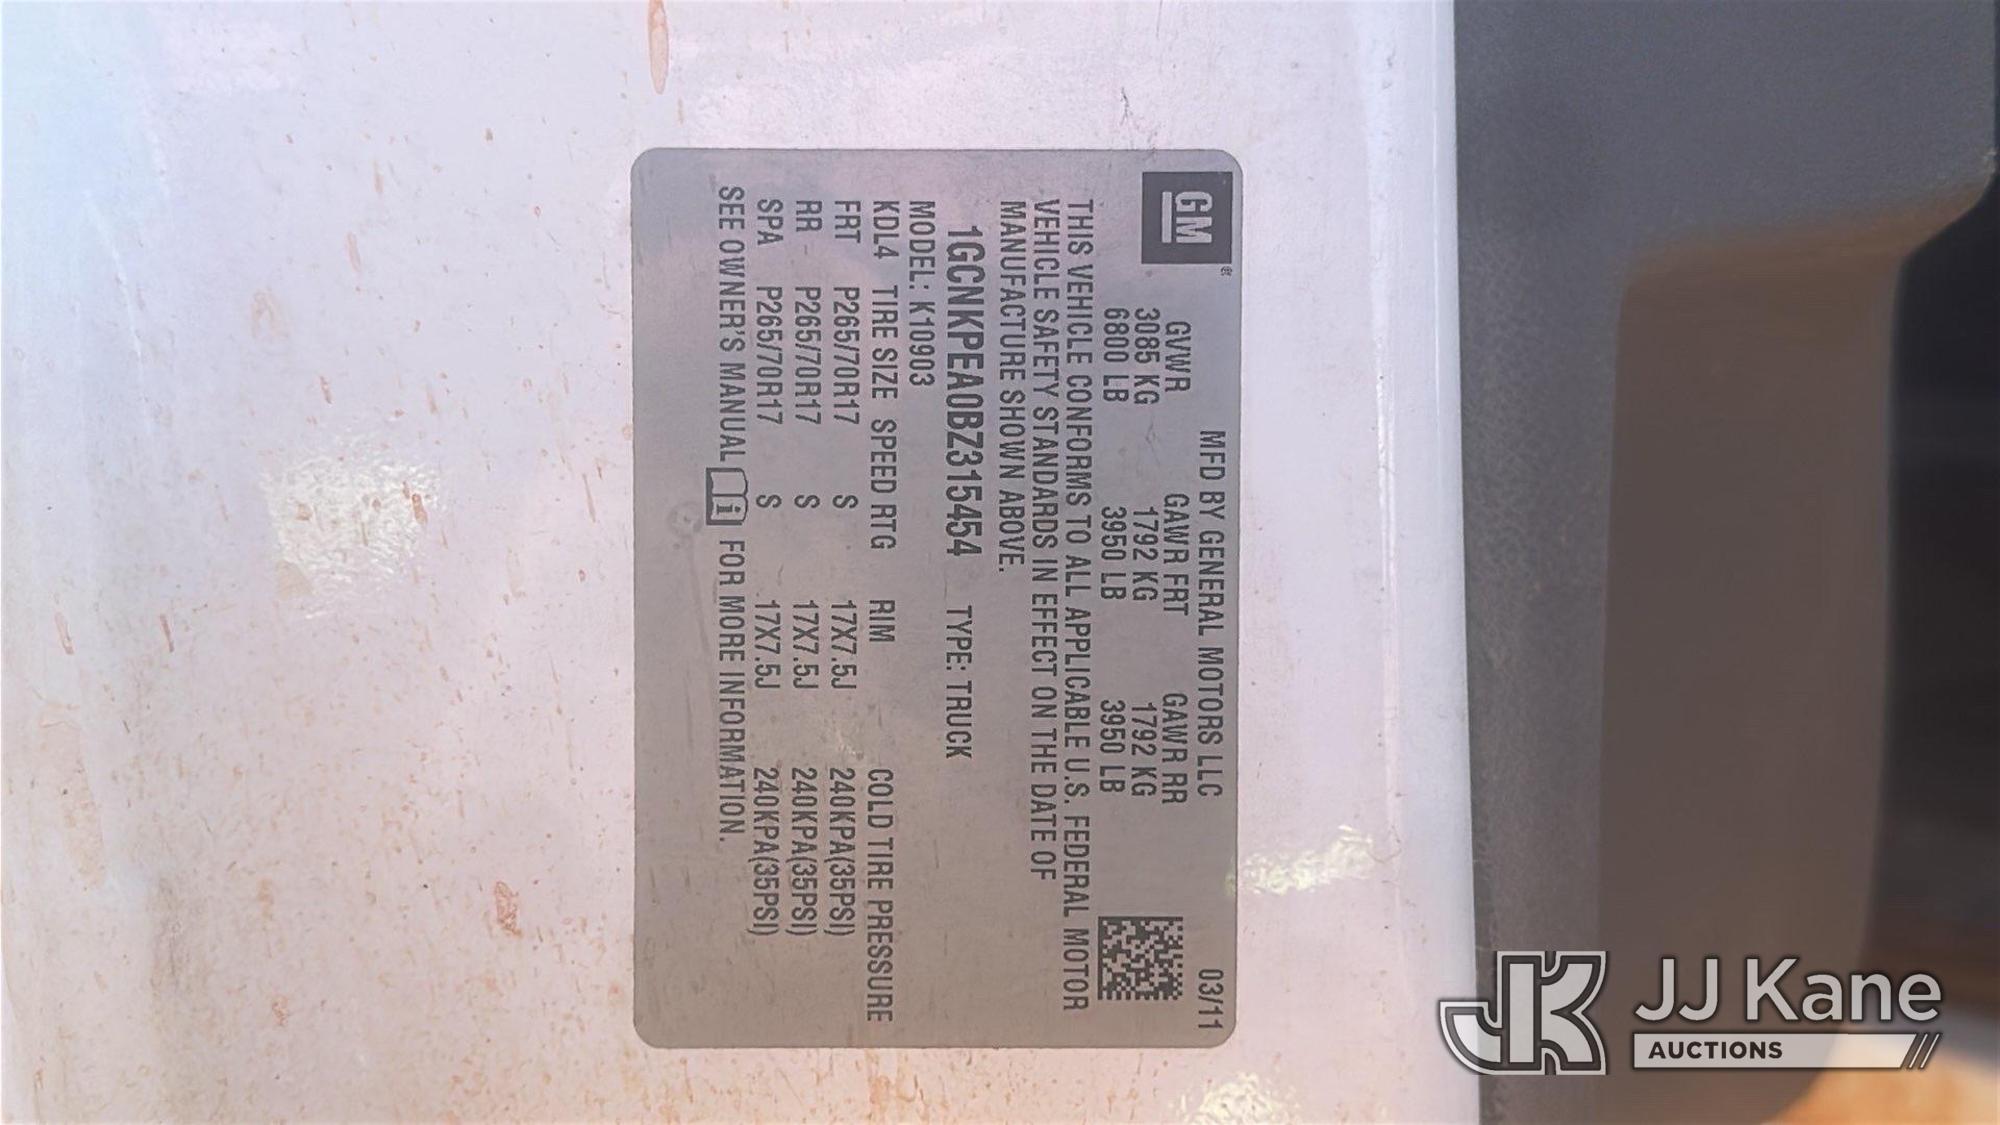 GM®
MFD BY GENERAL MOTORS LLC 03/11
GVWR GAWR FRT GAWR RR
3085 KG 1792 KG 1792 KG
6800 LB 3950 LB 3950 LB
THIS VEHICLE CONFORMS TO ALL APPLICABLE U.S. FEDERAL MOTOR
VEHICLE SAFETY STANDARDS IN EFFECT ON THE DATE OF
MANUFACTURE SHOWN ABOVE.
1GCNKPEA0BZ315454 TYPE: TRUCK
MODEL: K10903
KDL4 TIRE SIZE SPEED RTG RIM COLD TIRE PRESSURE
FRT P265/70R17 S 17X7.5J 240KPA(35PSI)
RR P265/70R17 S 17X7.5J 240KPA(35PSI)
SPA P265/70R17 S 17X7.5J 240KPA(35PSI)
SEE OWNER'S MANUAL i FOR MORE INFORMATION.
JK JJ Kane
AUCTIONS